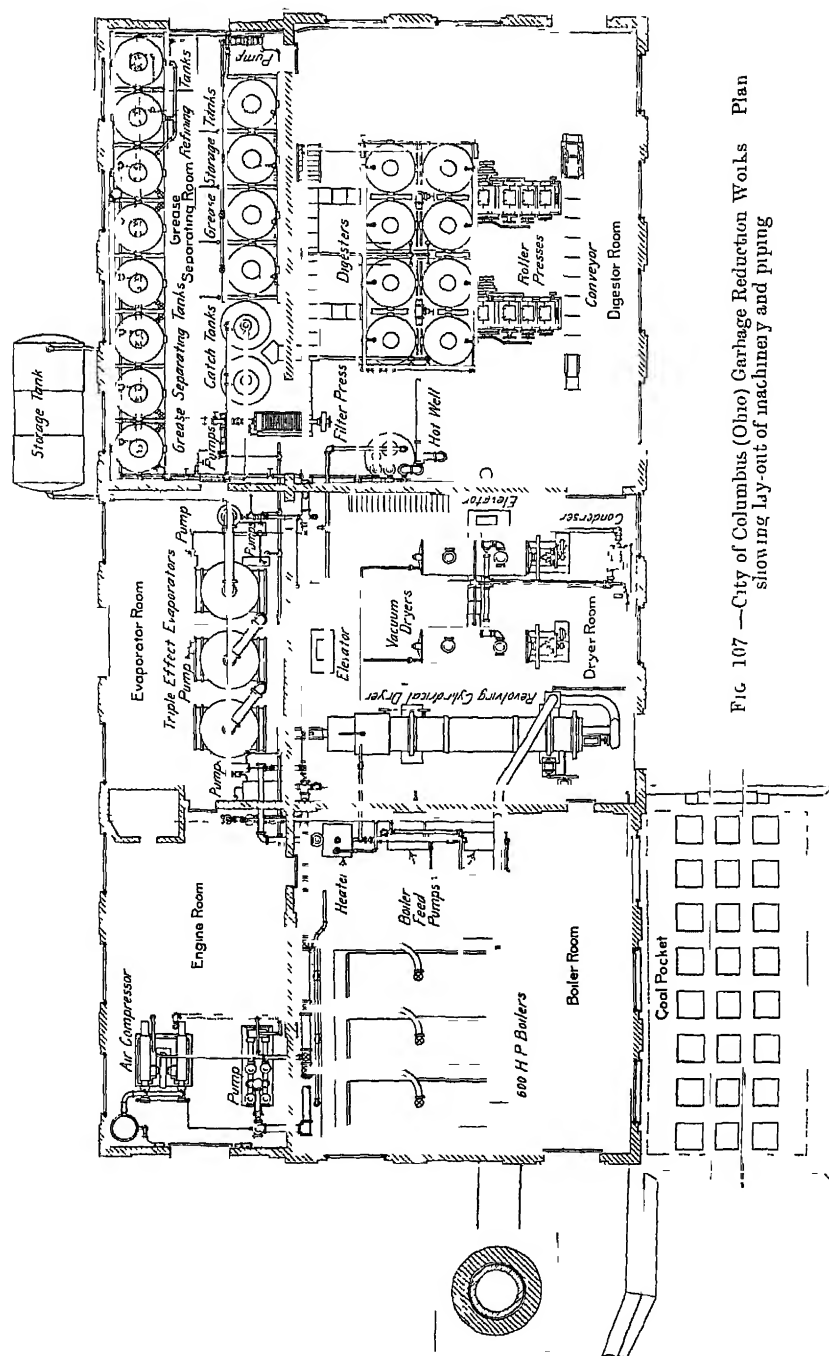 Storage Tank
Evaporator Room
Engine Room
Air Compressor
Pump
Pump
Triple Effect Evaporators
Pump
Pump
Pumps
Grease Separating Tanks
Grease
Separating Room
Refining
Tanks
Pump
Pumps
Catch Tanks
Grease Storage Tanks
Filter Press
Hot Well
Digesters
Roller
Presses
Conveyor
Digestor Room
Elevator
Elevator
Vacuum
Dryers
Condenser
Dryer Room
Revolving Cylrdrical Dryer
Heate
Boiler
Feed
Pumps
600 H P Boilers
Boiler Room
Coal Pocket
FIG 107 —City of Columbus (Ohio) Garbage Reduction Works Plan
showing lay-out of machinery and piping